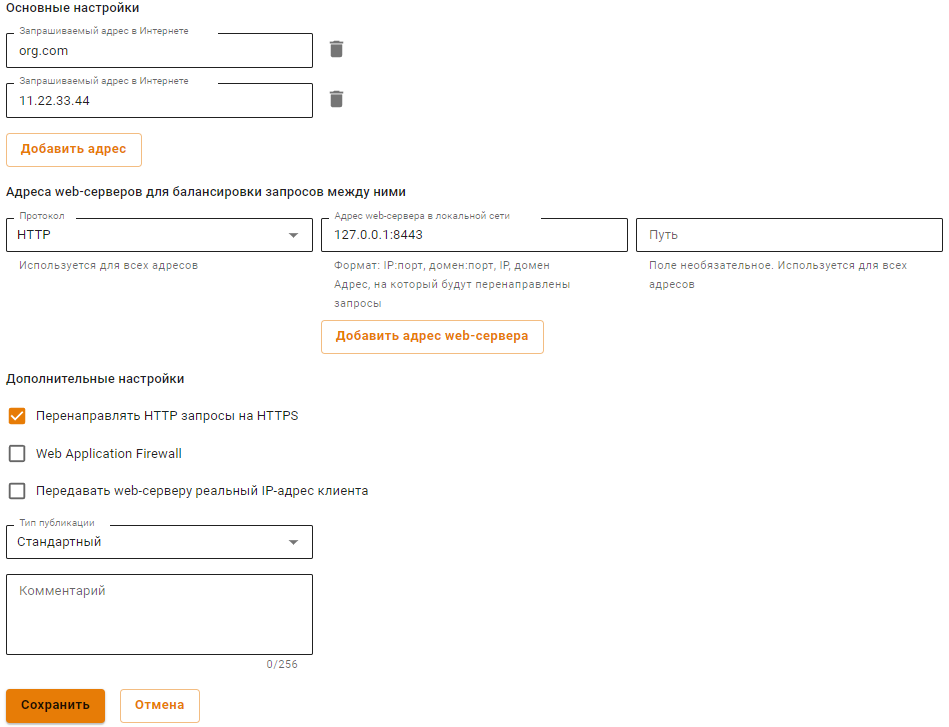 Основные настройки
Запрашиваемый адрес в Интернете
org.com
Запрашиваемый адрес в Интернете
11.22.33.44
Добавить адрес
Адреса web-серверов для балансировки запросов между ними
Протокол
HTTP
Используется для всех адресов
Адрес web-сервера в локальной сети
127.0.0.1:8443
Формат: IP:порт, домен:порт, IP, домен
Адрес, на который будут перенаправлены
запросы
Путь
Поле необязательное. Используется для всех
адресов
Добавить адрес web-сервера
Дополнительные настройки
Перенаправлять HTTP запросы на HTTPS
Web Application Firewall
Передавать web-серверу реальный IP-адрес клиента
Тип публикации
Стандартный
Комментарий
0/256
Сохранить
Отмена